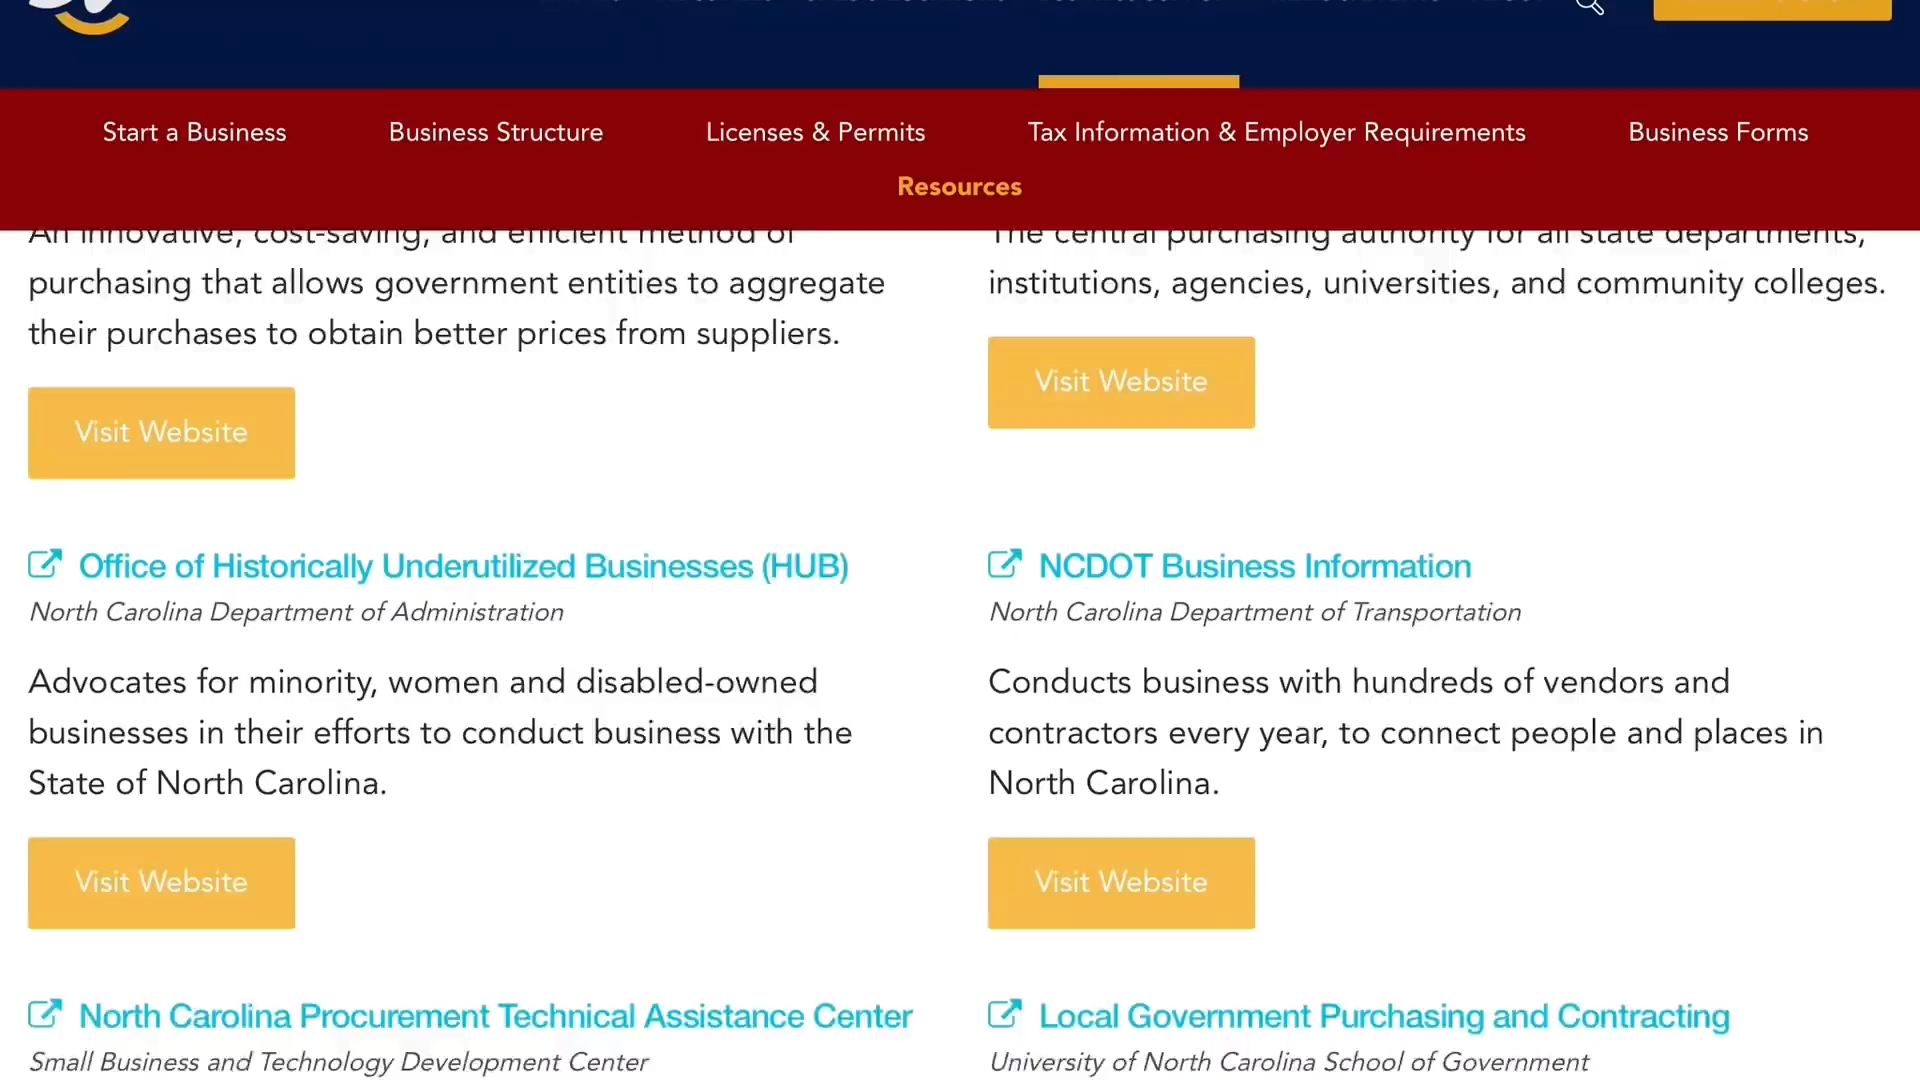 Start a Business
Business Structure
Licenses & Permits
Tax Information & Employer Requirements
Business Forms
Resources
An innovative, cost-saving, and efficient method of
purchasing that allows government entities to aggregate
their purchases to obtain better prices from suppliers.
Visit Website
The central purchasing authority for all state departments,
institutions, agencies, universities, and community colleges.
Visit Website
Office of Historically Underutilized Businesses (HUB)
North Carolina Department of Administration
Advocates for minority, women and disabled-owned
businesses in their efforts to conduct business with the
State of North Carolina.
Visit Website
NCDOT Business Information
North Carolina Department of Transportation
Conducts business with hundreds of vendors and
contractors every year, to connect people and places in
North Carolina.
Visit Website
North Carolina Procurement Technical Assistance Center
Small Business and Technology Development Center
Local Government Purchasing and Contracting
University of North Carolina School of Government